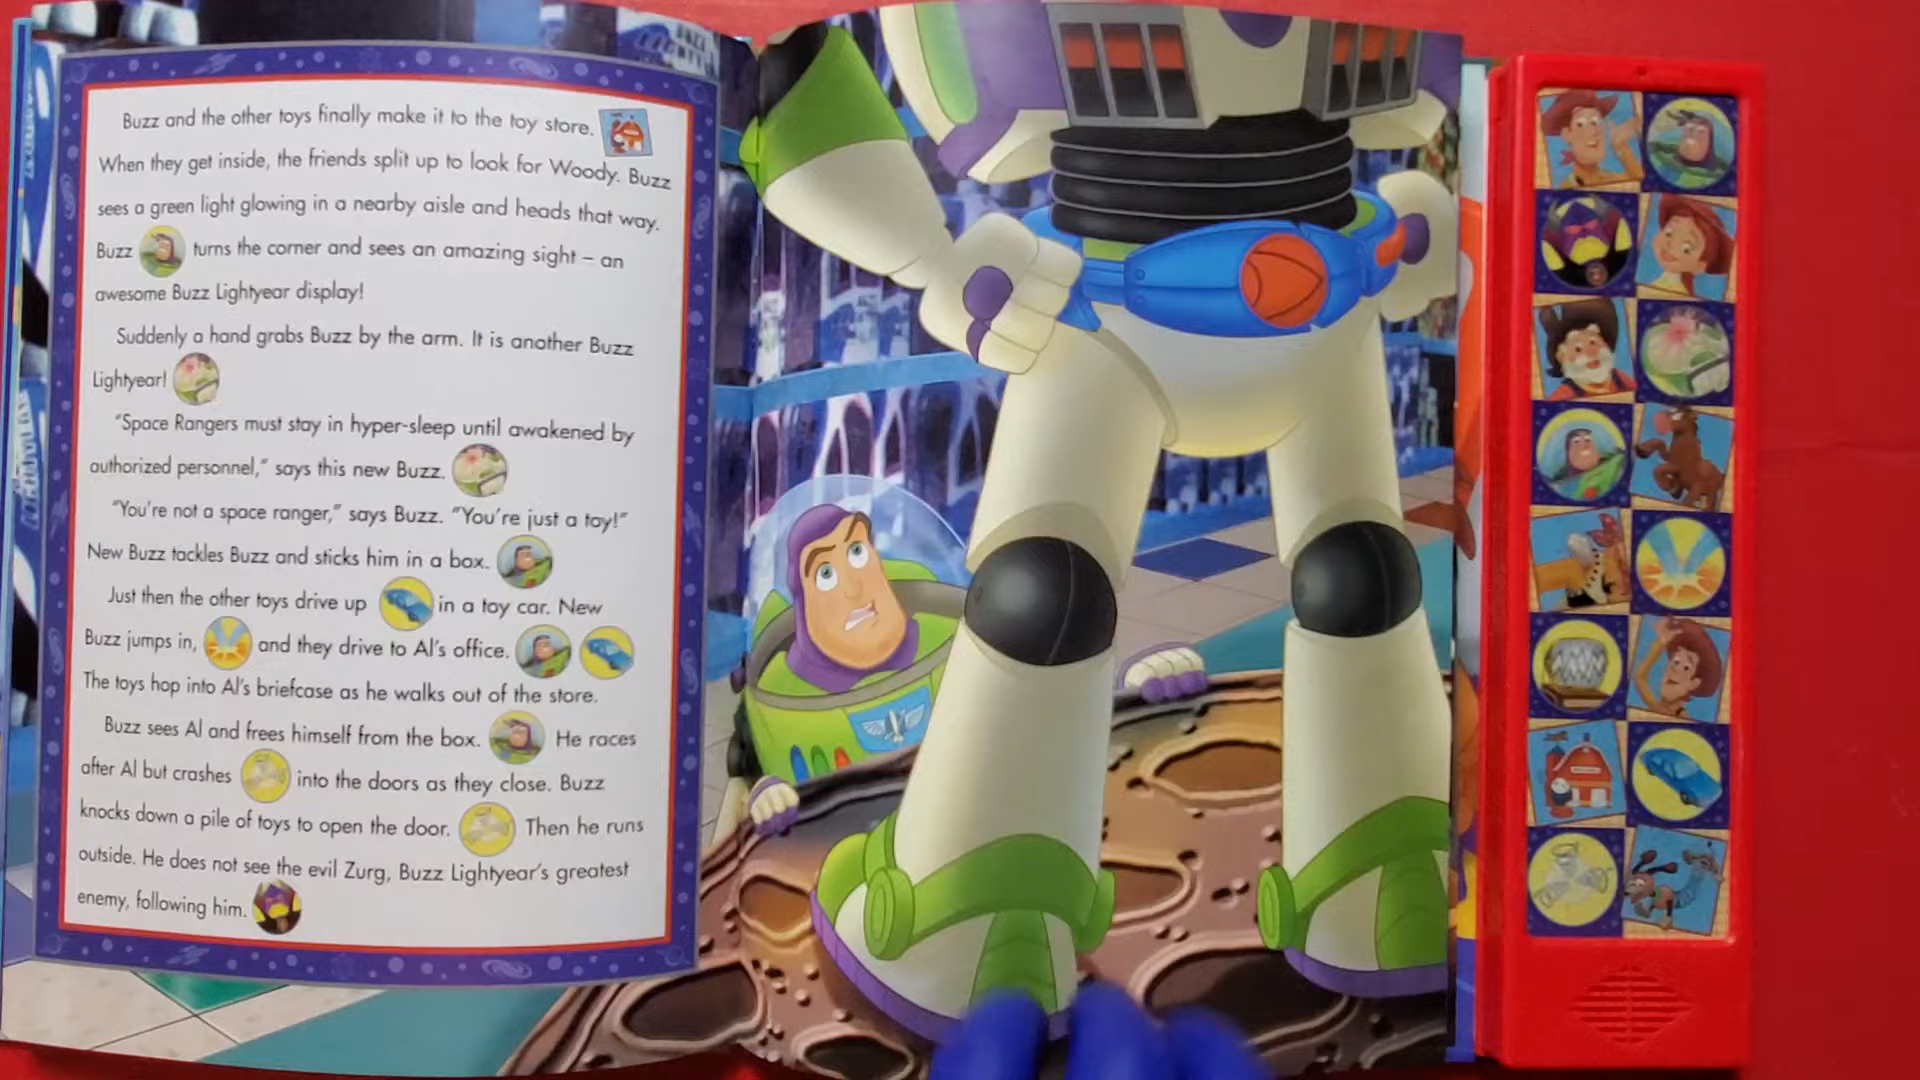 Buzz and the other toys finally make it to the toy store.
When they get inside, the friends split up to look for Woody. Buzz
sees a green light glowing in a nearby aisle and heads that way.
Buzz turns the corner and sees an amazing sight – an
awesome Buzz Lightyear display!
Suddenly a hand grabs Buzz by the arm. It is another Buzz
Lightyear!
"Space Rangers must stay in hyper-sleep until awakened by
authorized personnel," says this new Buzz.
"You're not a space ranger," says Buzz. "You're just a toy!"
New Buzz tackles Buzz and sticks him in a box.
Just then the other toys drive up in a toy car. New
Buzz jumps in, and they drive to Al's office.
The toys hop into Al's briefcase as he walks out of the store.
Buzz sees Al and frees himself from the box. He races
after Al but crashes into the doors as they close. Buzz
knocks down a pile of toys to open the door. Then he runs
outside. He does not see the evil Zurg, Buzz Lightyear's greatest
enemy, following him.